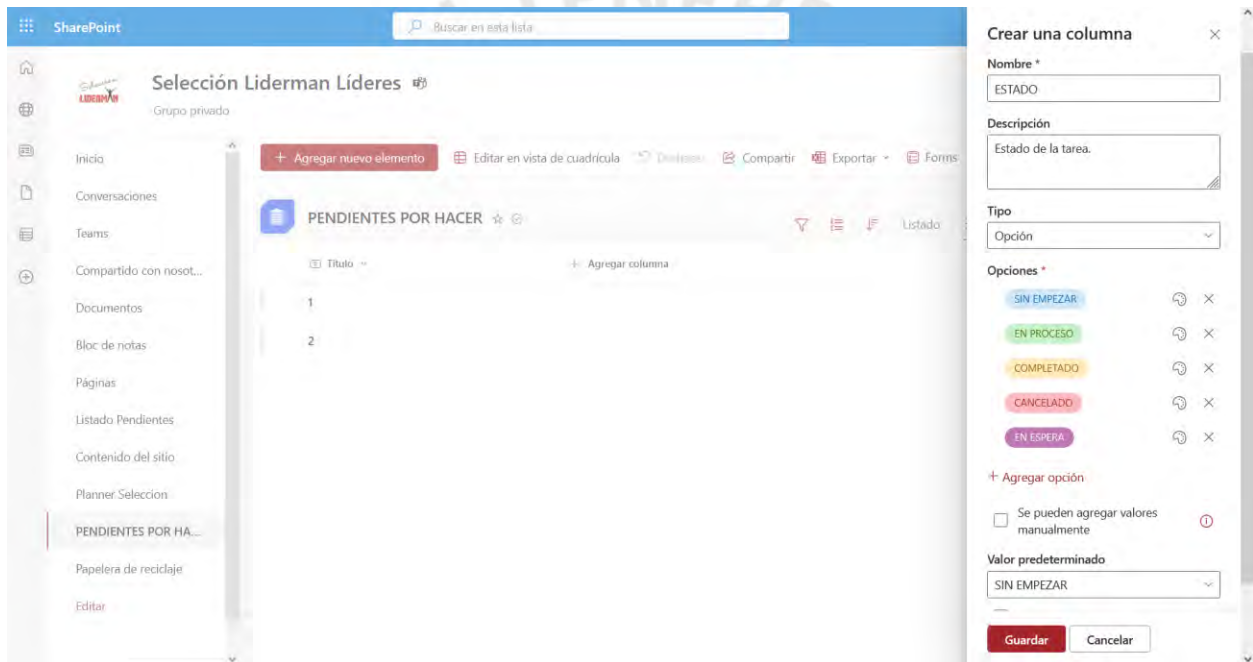 SharePoint
Buscar en esta lista
Selección Liderman Líderes
Grupo privado
LIDERMAN
Inicio
Conversaciones
Teams
Compartido con nosot...
Documentos
Bloc de notas
Páginas
Listado Pendientes
Contenido del sitio
Planner Seleccion
PENDIENTES POR HA...
Papelera de reciclaje
Editar
+ Agregar nuevo elemento
Editar en vista de cuadrícula
Deshacer
Compartir
Exportar
Forms
PENDIENTES POR HACER
Listado
Título
+ Agregar columna
1
2
Crear una columna
Nombre *
ESTADO
Descripción
Estado de la tarea.
Tipo
Opción
Opciones *
SIN EMPEZAR
EN PROCESO
COMPLETADO
CANCELADO
EN ESPERA
+ Agregar opción
Se pueden agregar valores
manualmente
Valor predeterminado
SIN EMPEZAR
Guardar
Cancelar